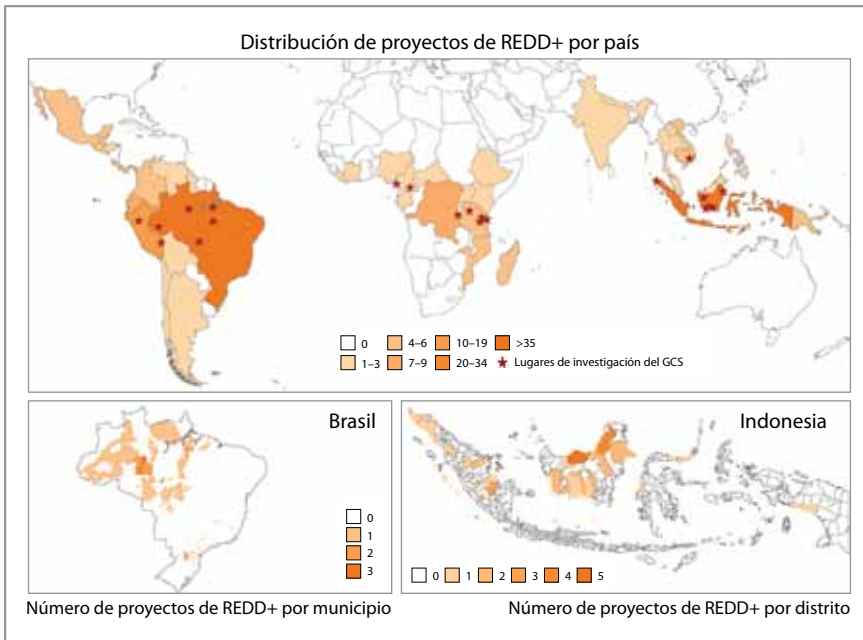 Distribución de proyectos de REDD+ por país
0 4–6 10–19 >35
1–3 7–9 20–34 Lugares de investigación del GCS
Brasil
0
1
2
3
Número de proyectos de REDD+ por municipio
Indonesia
0 1 2 3 4 5
Número de proyectos de REDD+ por distrito